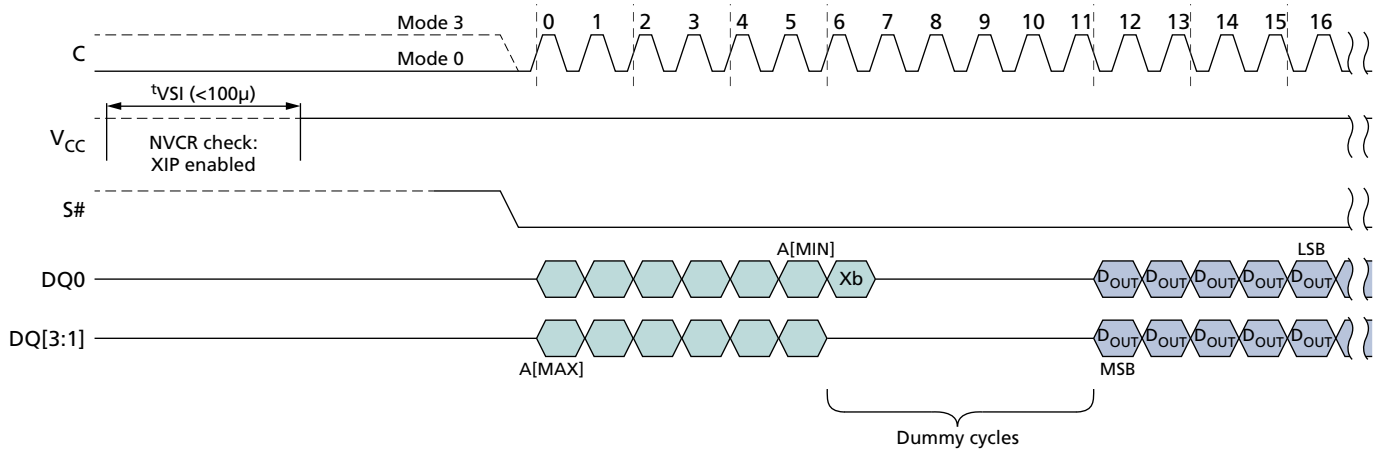 Mode 3
0 1 2 3 4 5 6 7 8 9 10 11 12 13 14 15 16
C
Mode 0
tVSI (<100μ)
VCC
NVCR check:
XIP enabled
S#
A[MIN]
LSB
DQ0
Xb
DOUT DOUT DOUT DOUT DOUT
DQ[3:1]
DOUT DOUT DOUT DOUT DOUT
A[MAX]
MSB
Dummy cycles